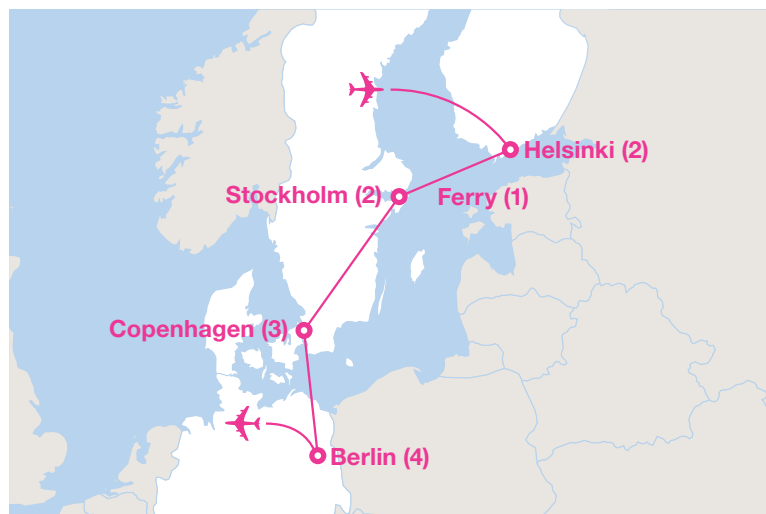 Helsinki (2)
Stockholm (2)
Ferry (1)
Copenhagen (3)
Berlin (4)